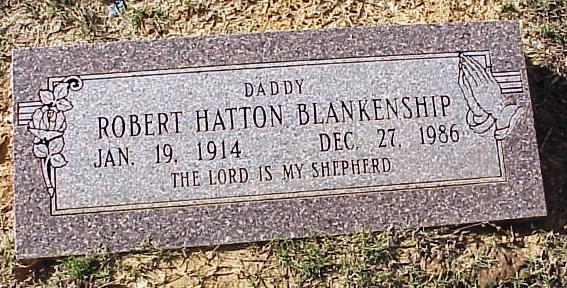 DADDY
ROBERT HATTON BLANKENSHIP
JAN. 19, 1914 DEC. 27, 1986
THE LORD IS MY SHEPHERD